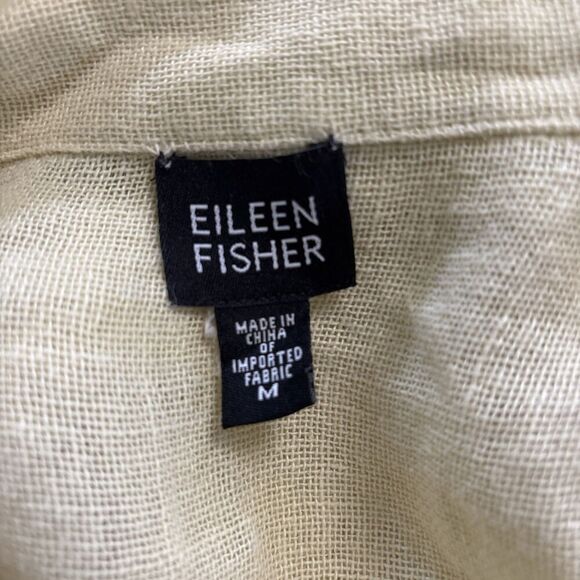 EILEEN
FISHER
MADE IN
CHINA
OF
IMPORTED
FABRIC
M